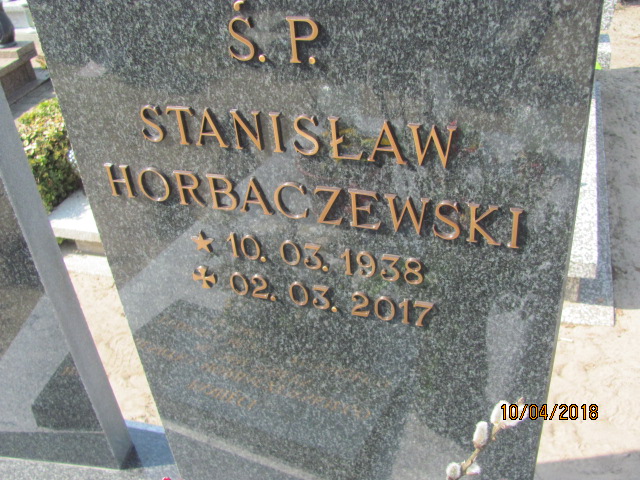 Ś. P.
STANISŁAW
HORBACZEWSKI
10. 03. 1938
02. 03. 2017
10/04/2018